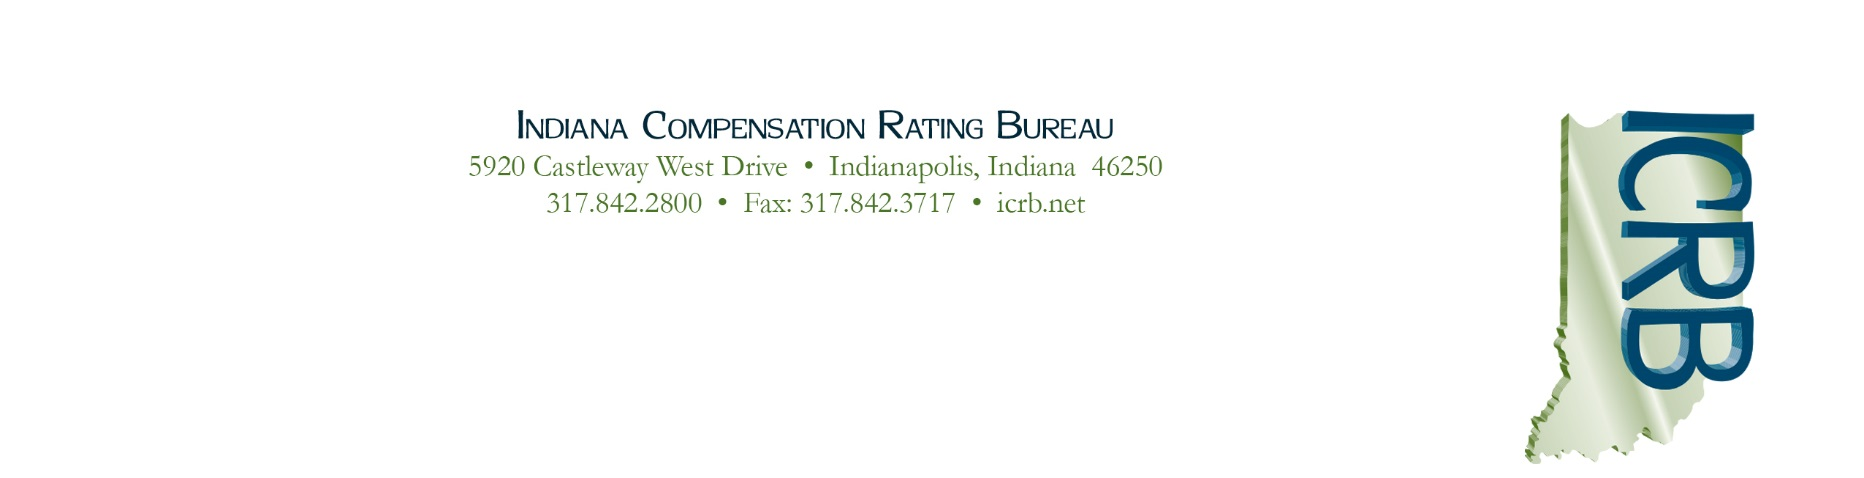 Indiana Compensation Rating Bureau
5920 Castleway West Drive • Indianapolis, Indiana 46250
317.842.2800 • Fax: 317.842.3717 • icrb.net
ICRB